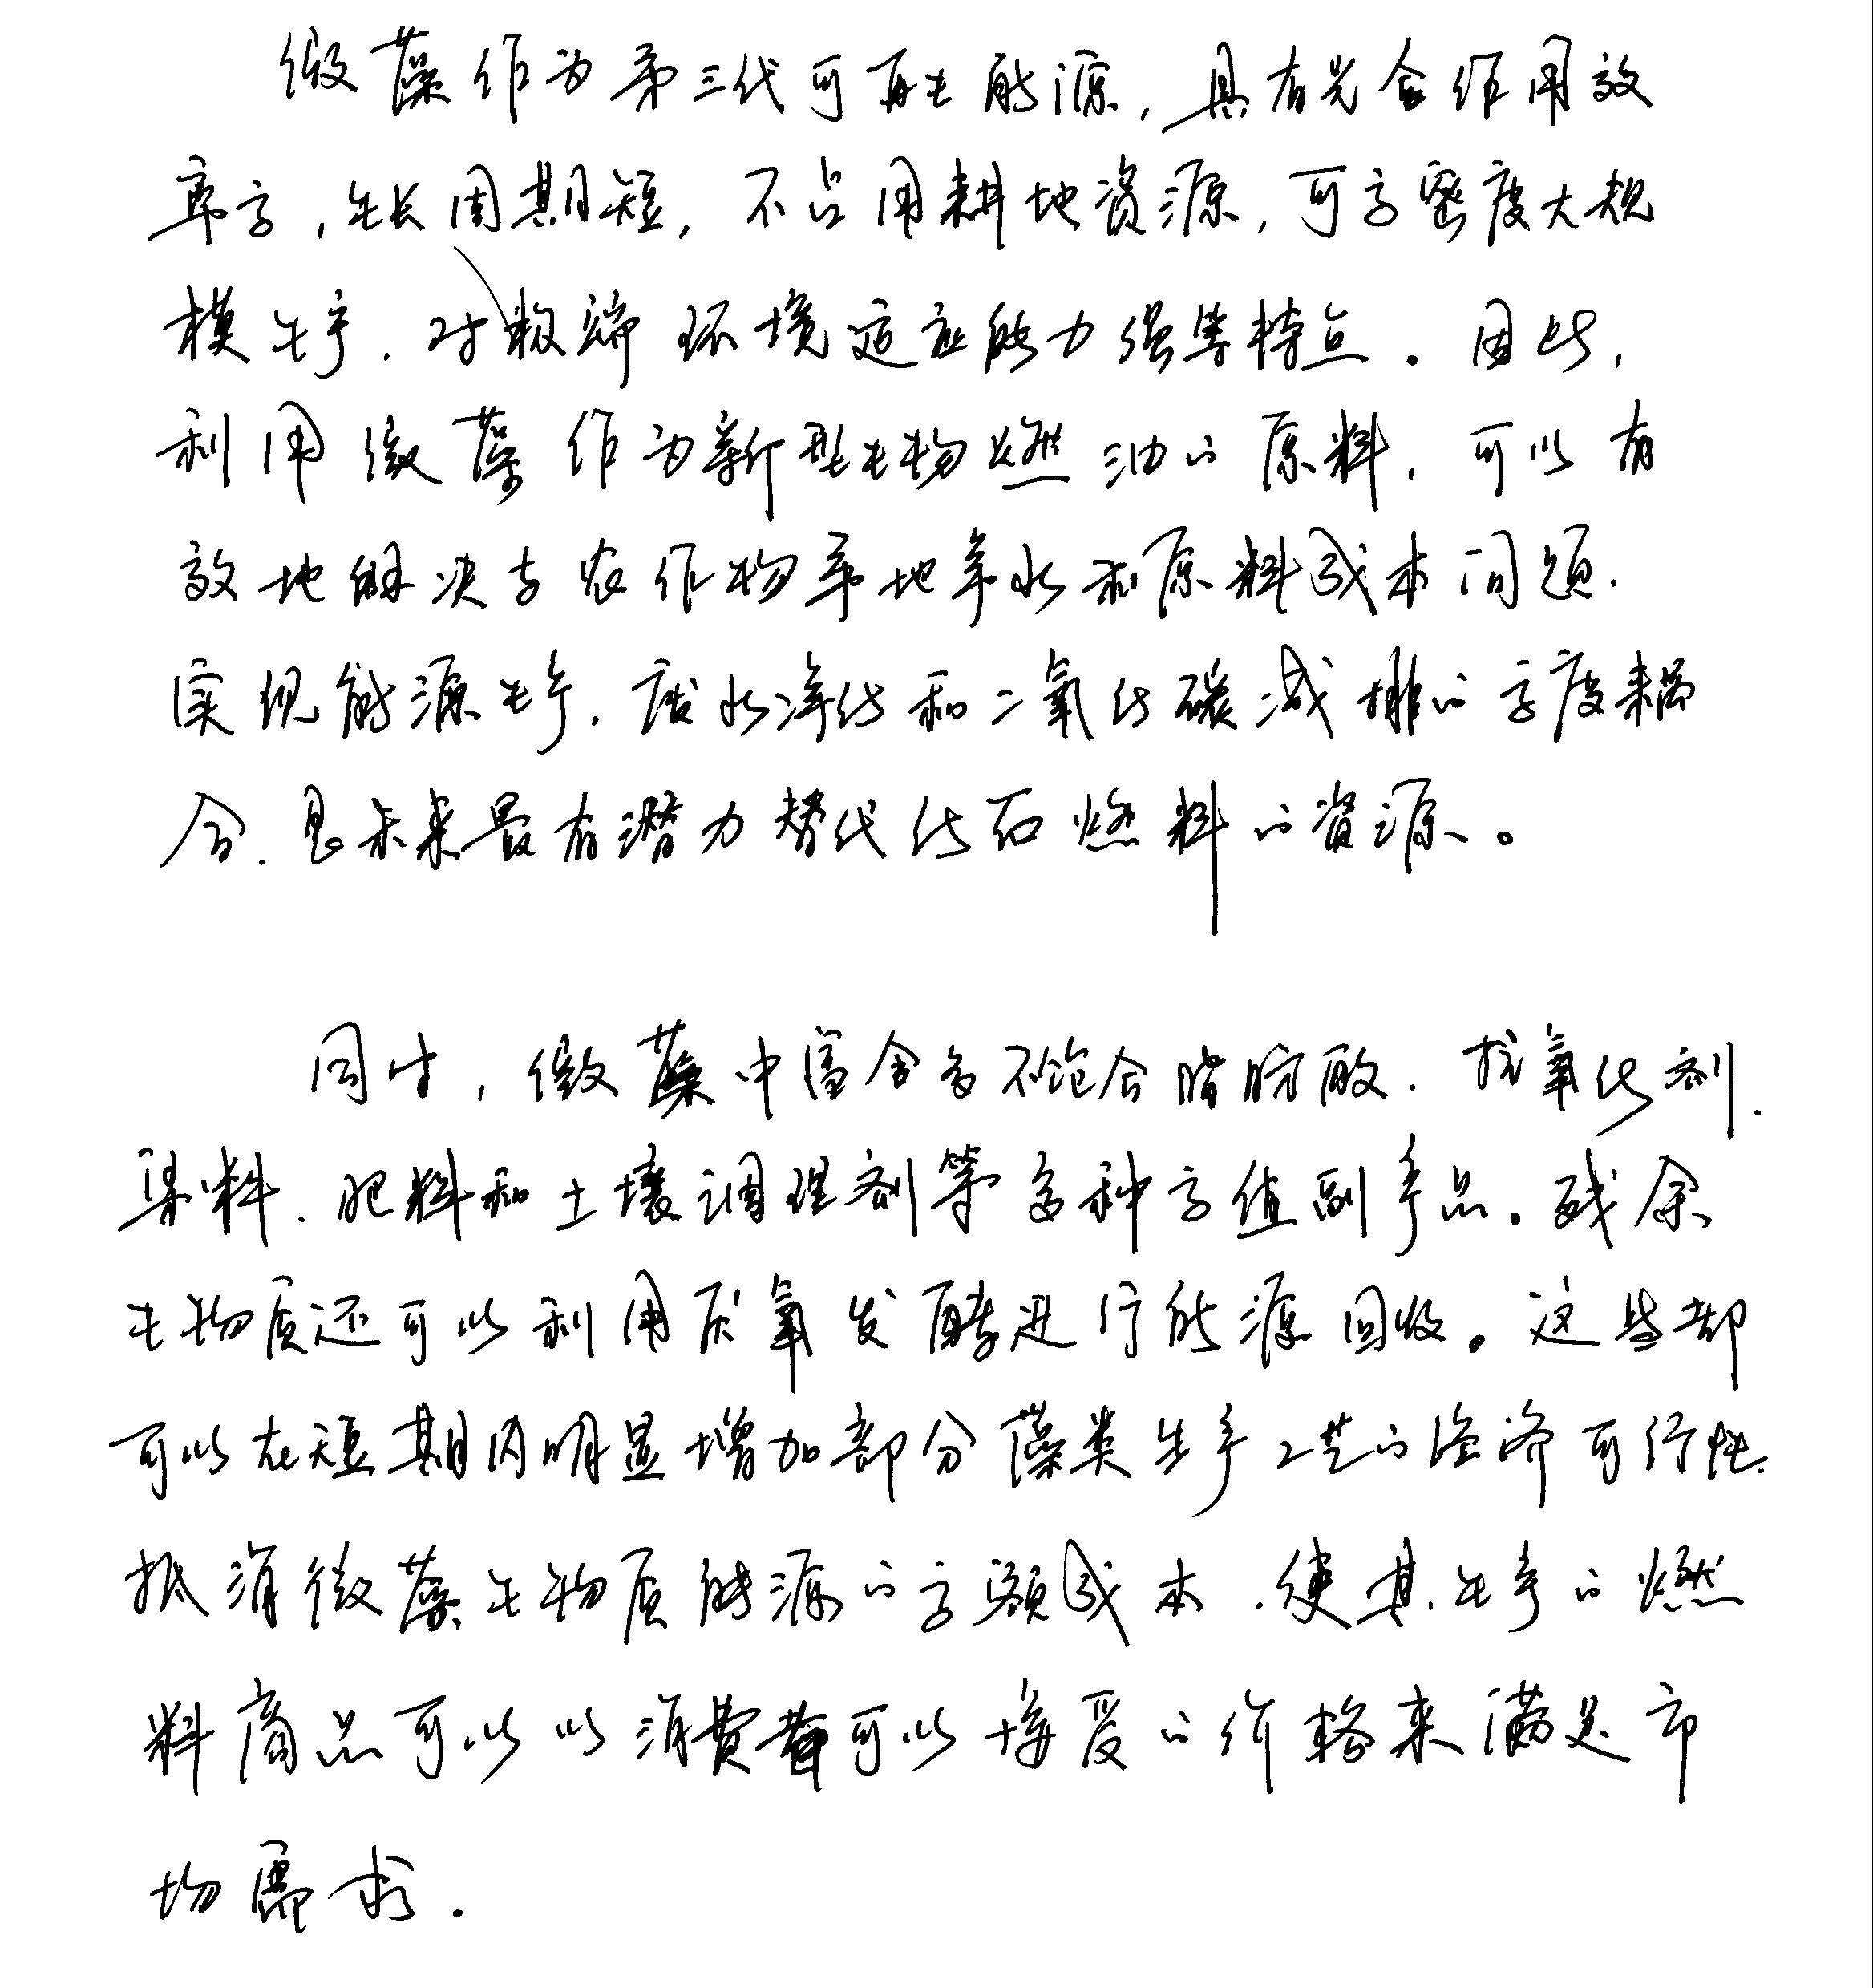 微藻作为第三代可再生能源，具有光合作用效
率高，生长周期短，不占用耕地资源，可高密度大规
模生产，对极端环境适应能力强等特点。因此，
利用微藻作为新型生物燃油的原料，可以有
效地解决与农作物争地争水和原料成本问题.
实现能源生产，废水净化和二氧化碳减排的高度耦
合.是未来最有潜力替代化石燃料的资源。
同时，微藻中富含多不饱合脂肪酸.抗氧化剂.
染料.肥料和土壤调理剂等多种高值副产品。残余
生物质还可以利用厌氧发酵进行能源回收。这些都
可以在短期内明显增加部分藻类生产工艺的经济可行性.
抵消微藻生物质能源的高额成本.使其生产的燃
料商品可以以消费者可以接受的价格来满足市
场需求.